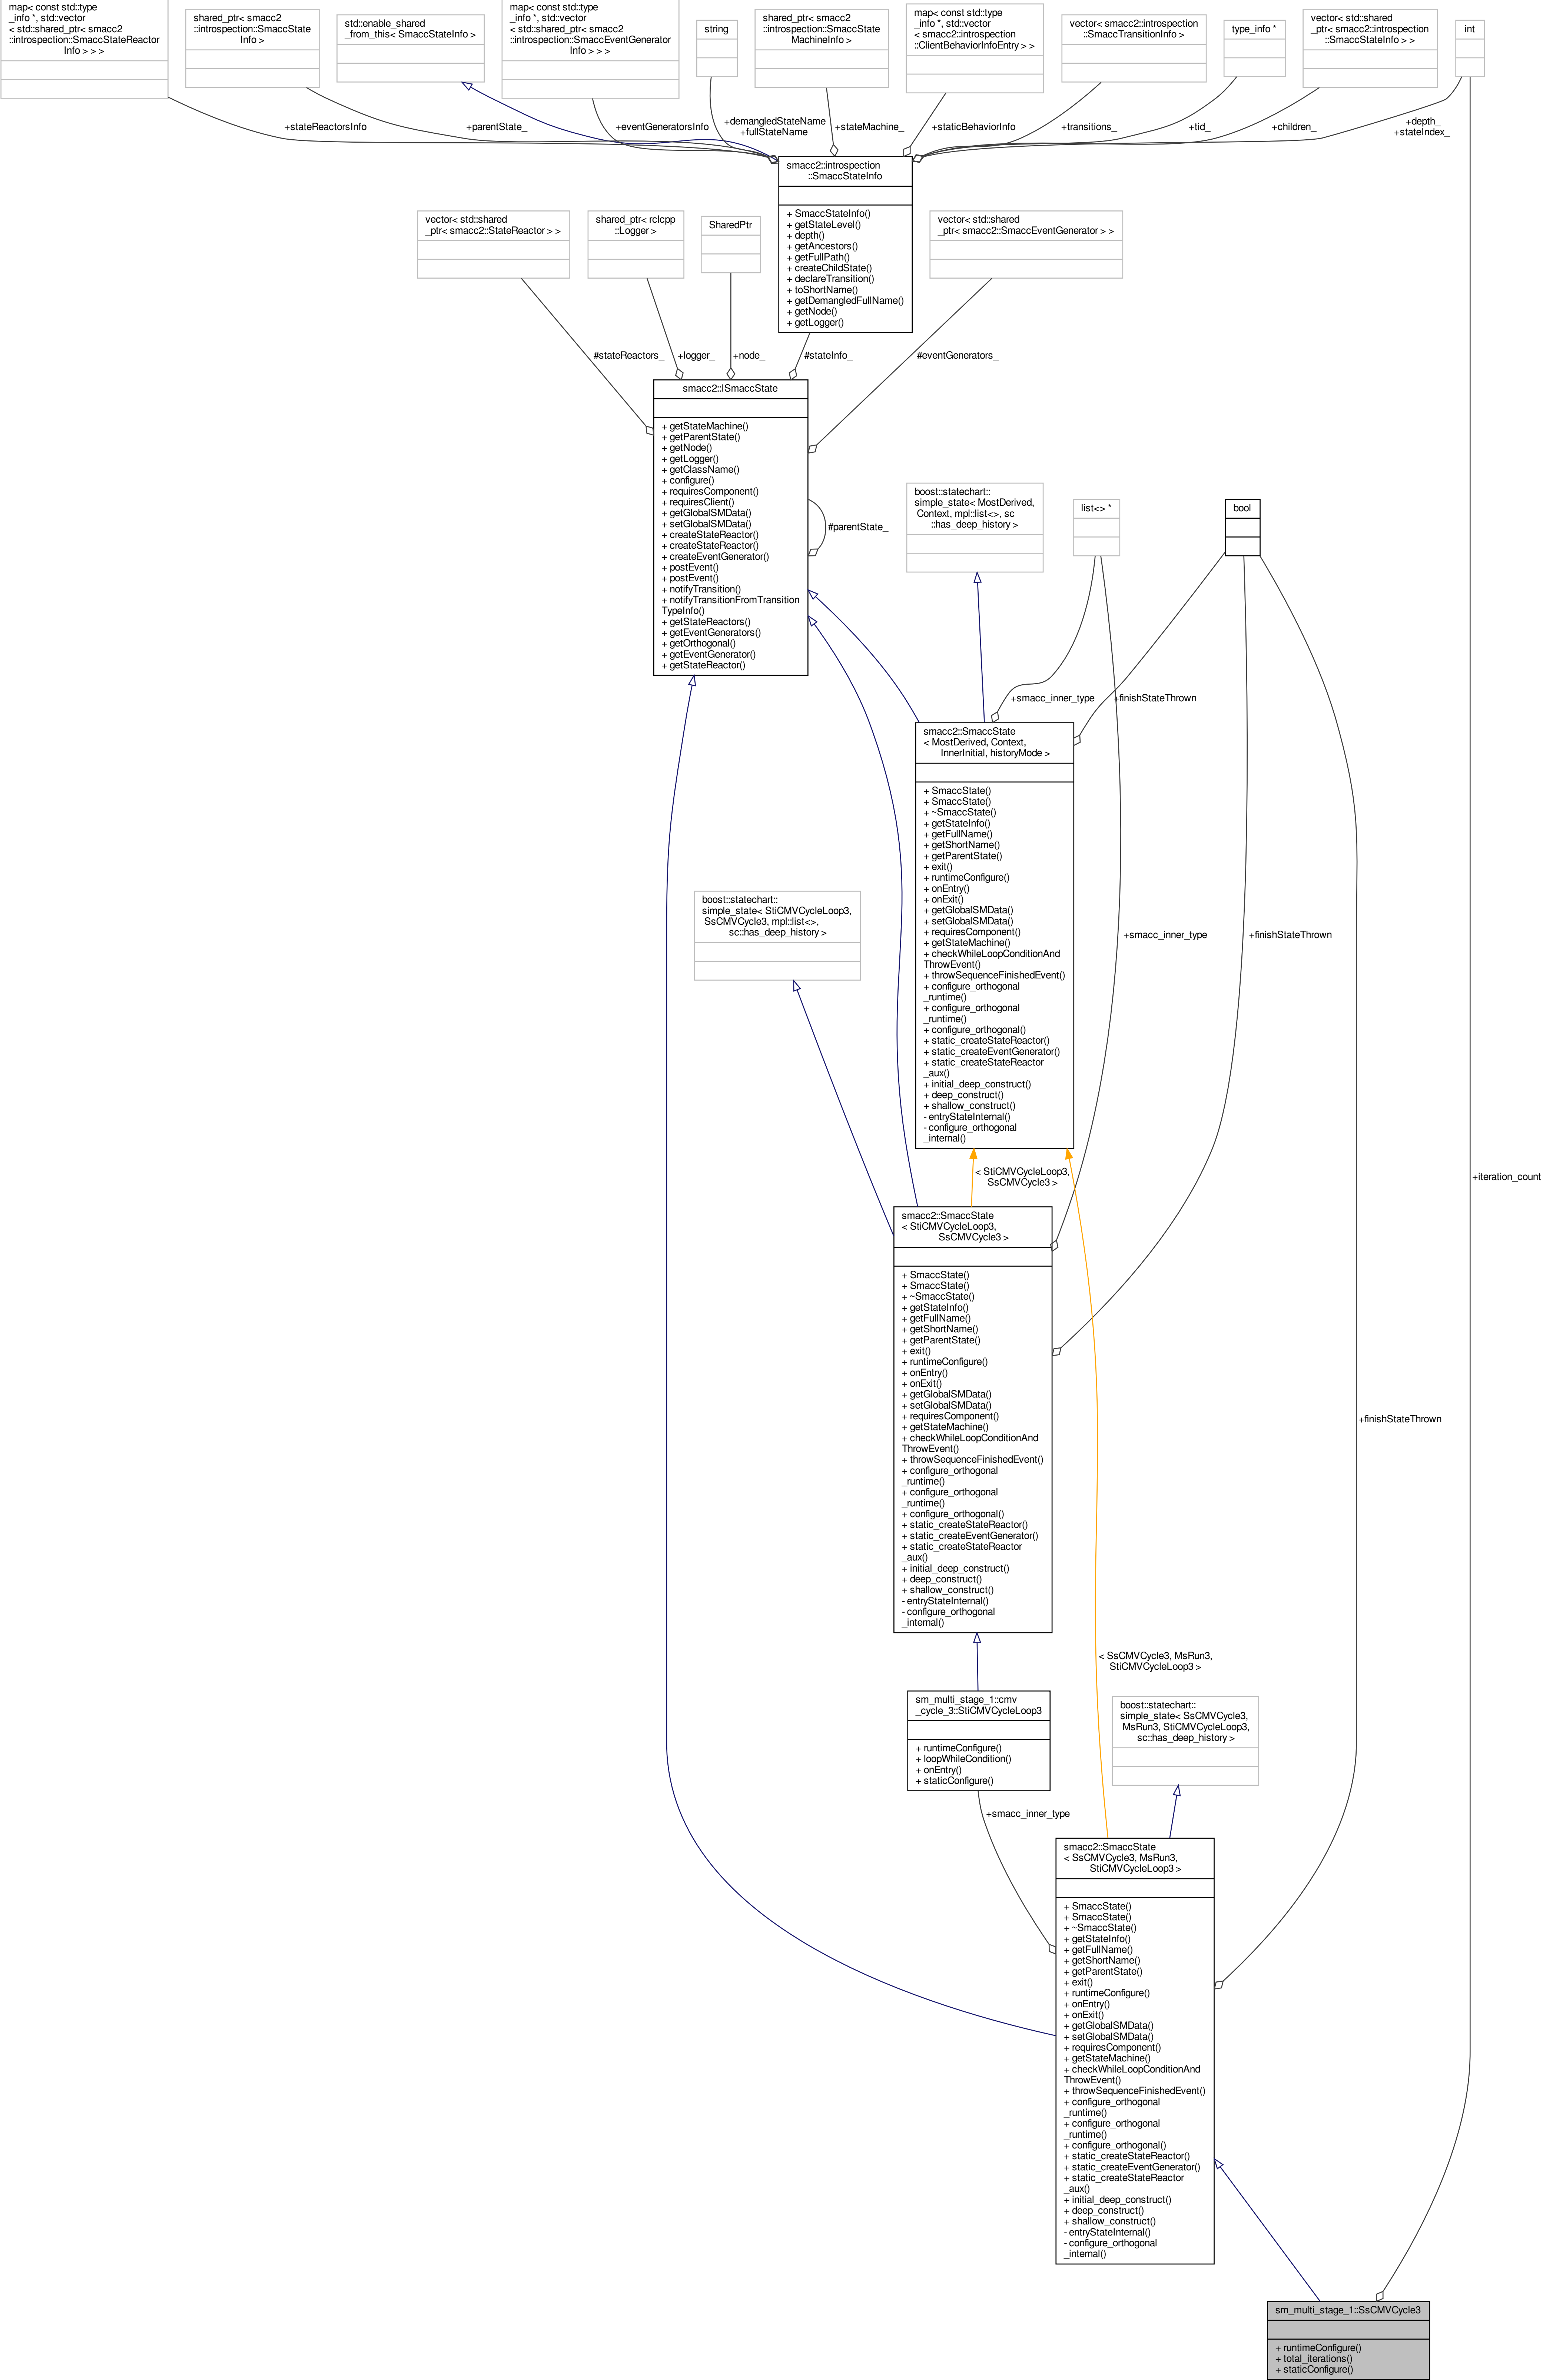 map< const std::type
_info *, std::vector
< std::shared_ptr< smacc2
::introspection::SmaccStateReactor
Info > > >
shared_ptr< smacc2
::introspection::SmaccState
Info >
std::enable_shared
_from_this< SmaccStateInfo >
map< const std::type
_info *, std::vector
< std::shared_ptr< smacc2
::introspection::SmaccEventGenerator
Info > > >
string
shared_ptr< smacc2
::introspection::SmaccState
MachineInfo >
map< const std::type
_info *, std::vector
< smacc2::introspection
::ClientBehaviorInfoEntry > >
vector< smacc2::introspection
::SmaccTransitionInfo >
type_info *
vector< std::shared
_ptr< smacc2::introspection
::SmaccStateInfo > >
int
+stateReactorsInfo
+parentState_
+eventGeneratorsInfo
+demangledStateName
+fullStateName
+stateMachine_
+staticBehaviorInfo
+transitions_
+tid_
+children_
+depth_
+stateIndex_
smacc2::introspection
::SmaccStateInfo
+ SmaccStateInfo()
+ getStateLevel()
+ depth()
+ getAncestors()
+ getFullPath()
+ createChildState()
+ declareTransition()
+ toShortName()
+ getDemangledFullName()
+ getNode()
+ getLogger()
vector< std::shared
_ptr< smacc2::StateReactor > >
shared_ptr< rclcpp
::Logger >
SharedPtr
vector< std::shared
_ptr< smacc2::SmaccEventGenerator > >
#stateReactors_
+logger_
+node_
#stateInfo_
#eventGenerators_
smacc2::ISmaccState
+ getStateMachine()
+ getParentState()
+ getNode()
+ getLogger()
+ getClassName()
+ configure()
+ requiresComponent()
+ requiresClient()
+ getGlobalSMData()
+ setGlobalSMData()
+ createStateReactor()
+ createStateReactor()
+ createEventGenerator()
+ postEvent()
+ postEvent()
+ notifyTransition()
+ notifyTransitionFromTransition
TypeInfo()
+ getStateReactors()
+ getEventGenerators()
+ getOrthogonal()
+ getEventGenerator()
+ getStateReactor()
#parentState_
boost::statechart::
simple_state< MostDerived,
Context, mpl::list<>, sc
::has_deep_history >
list<> *
bool
+smacc_inner_type
+finishStateThrown
smacc2::SmaccState
< MostDerived, Context,
InnerInitial, historyMode >
+ SmaccState()
+ SmaccState()
+ ~SmaccState()
+ getStateInfo()
+ getFullName()
+ getShortName()
+ getParentState()
+ exit()
+ runtimeConfigure()
+ onEntry()
+ onExit()
+ getGlobalSMData()
+ setGlobalSMData()
+ requiresComponent()
+ getStateMachine()
+ checkWhileLoopConditionAnd
ThrowEvent()
+ throwSequenceFinishedEvent()
+ configure_orthogonal
_runtime()
+ configure_orthogonal
_runtime()
+ configure_orthogonal()
+ static_createStateReactor()
+ static_createEventGenerator()
+ static_createStateReactor
_aux()
+ initial_deep_construct()
+ deep_construct()
+ shallow_construct()
- entryStateInternal()
- configure_orthogonal
_internal()
boost::statechart::
simple_state< StiCMVCycleLoop3,
SsCMVCycle3, mpl::list<>,
sc::has_deep_history >
+smacc_inner_type
+finishStateThrown
< StiCMVCycleLoop3,
SsCMVCycle3 >
+iteration_count
smacc2::SmaccState
< StiCMVCycleLoop3,
SsCMVCycle3 >
+ SmaccState()
+ SmaccState()
+ ~SmaccState()
+ getStateInfo()
+ getFullName()
+ getShortName()
+ getParentState()
+ exit()
+ runtimeConfigure()
+ onEntry()
+ onExit()
+ getGlobalSMData()
+ setGlobalSMData()
+ requiresComponent()
+ getStateMachine()
+ checkWhileLoopConditionAnd
ThrowEvent()
+ throwSequenceFinishedEvent()
+ configure_orthogonal
_runtime()
+ configure_orthogonal
_runtime()
+ configure_orthogonal()
+ static_createStateReactor()
+ static_createEventGenerator()
+ static_createStateReactor
_aux()
+ initial_deep_construct()
+ deep_construct()
+ shallow_construct()
- entryStateInternal()
- configure_orthogonal
_internal()
+finishStateThrown
< SsCMVCycle3, MsRun3,
StiCMVCycleLoop3 >
sm_multi_stage_1::cmv
_cycle_3::StiCMVCycleLoop3
+ runtimeConfigure()
+ loopWhileCondition()
+ onEntry()
+ staticConfigure()
boost::statechart::
simple_state< SsCMVCycle3,
MsRun3, StiCMVCycleLoop3,
sc::has_deep_history >
+smacc_inner_type
smacc2::SmaccState
< SsCMVCycle3, MsRun3,
StiCMVCycleLoop3 >
+ SmaccState()
+ SmaccState()
+ ~SmaccState()
+ getStateInfo()
+ getFullName()
+ getShortName()
+ getParentState()
+ exit()
+ runtimeConfigure()
+ onEntry()
+ onExit()
+ getGlobalSMData()
+ setGlobalSMData()
+ requiresComponent()
+ getStateMachine()
+ checkWhileLoopConditionAnd
ThrowEvent()
+ throwSequenceFinishedEvent()
+ configure_orthogonal
_runtime()
+ configure_orthogonal
_runtime()
+ configure_orthogonal()
+ static_createStateReactor()
+ static_createEventGenerator()
+ static_createStateReactor
_aux()
+ initial_deep_construct()
+ deep_construct()
+ shallow_construct()
- entryStateInternal()
- configure_orthogonal
_internal()
sm_multi_stage_1::SsCMVCycle3
+ runtimeConfigure()
+ total_iterations()
+ staticConfigure()